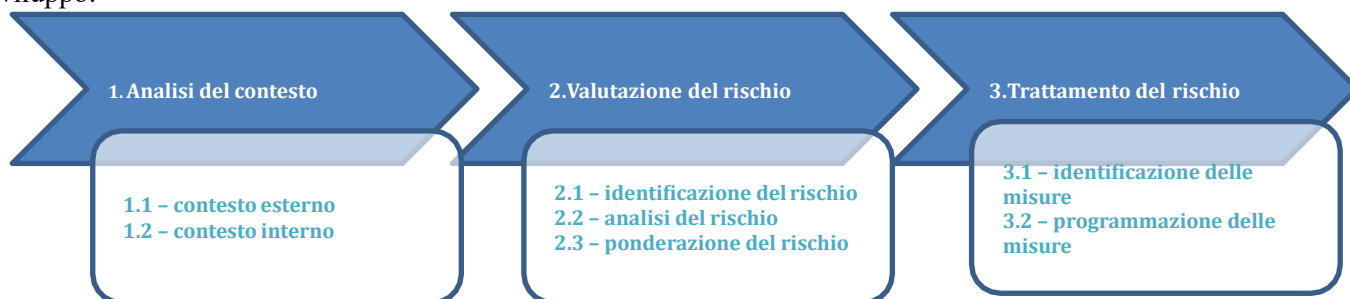 1. Analisi del contesto
2.Valutazione del rischio
3.Trattamento del rischio
1.1 – contesto esterno
1.2 – contesto interno
2.1 – identificazione del rischio
2.2 – analisi del rischio
2.3 – ponderazione del rischio
3.1 – identificazione delle
misure
3.2 – programmazione delle
misure